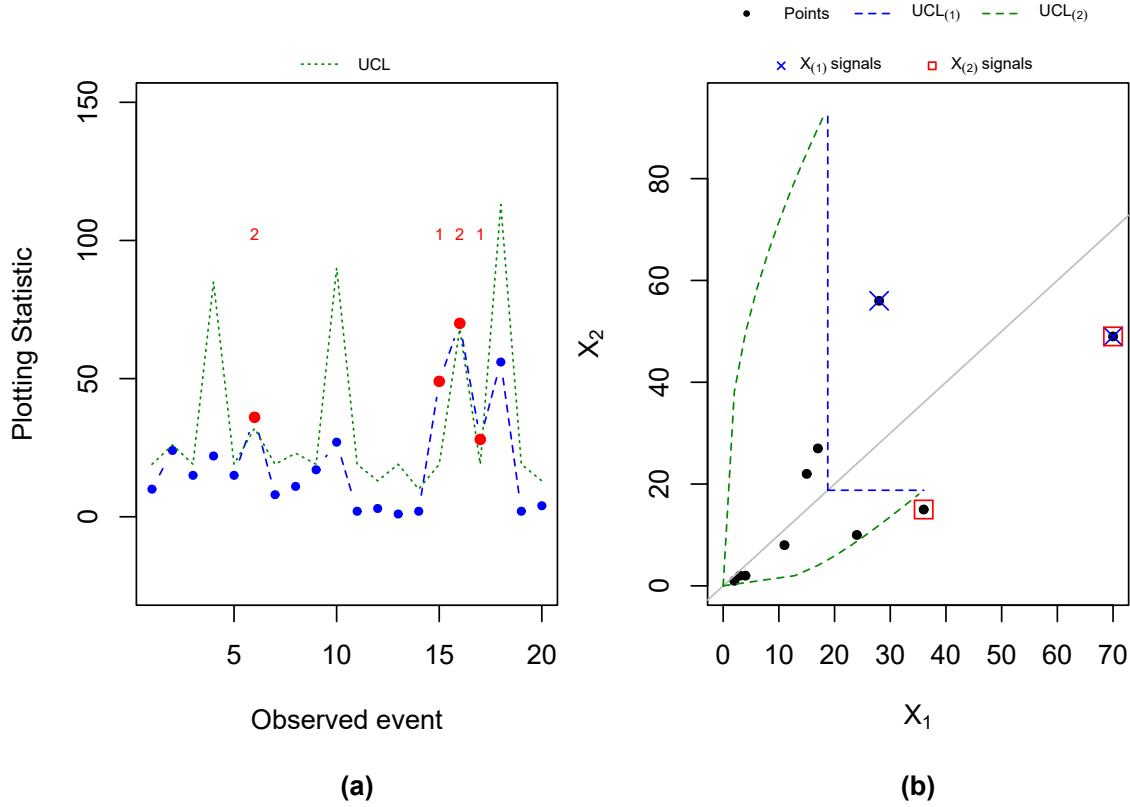 UCL
Plotting Statistic
150
100
50
0
2 1 2 1
5 10 15 20
Observed event
(a)
Points UCL(1) UCL(2)
X(1) signals X(2) signals
X2
80
60
40
20
0
0 10 20 30 40 50 60 70
X1
(b)